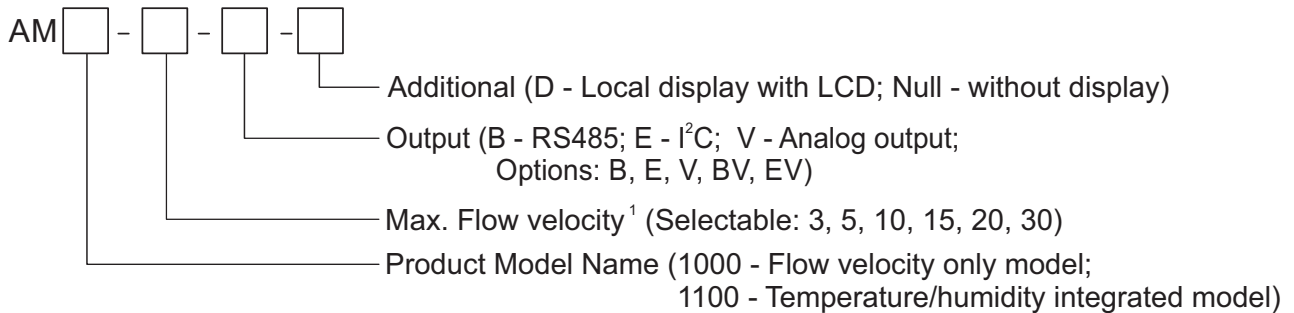 AM - - -
Additional (D - Local display with LCD; Null - without display)
Output (B - RS485; E - I²C; V - Analog output;
Options: B, E, V, BV, EV)
Max. Flow velocity ¹ (Selectable: 3, 5, 10, 15, 20, 30)
Product Model Name (1000 - Flow velocity only model;
1100 - Temperature/humidity integrated model)